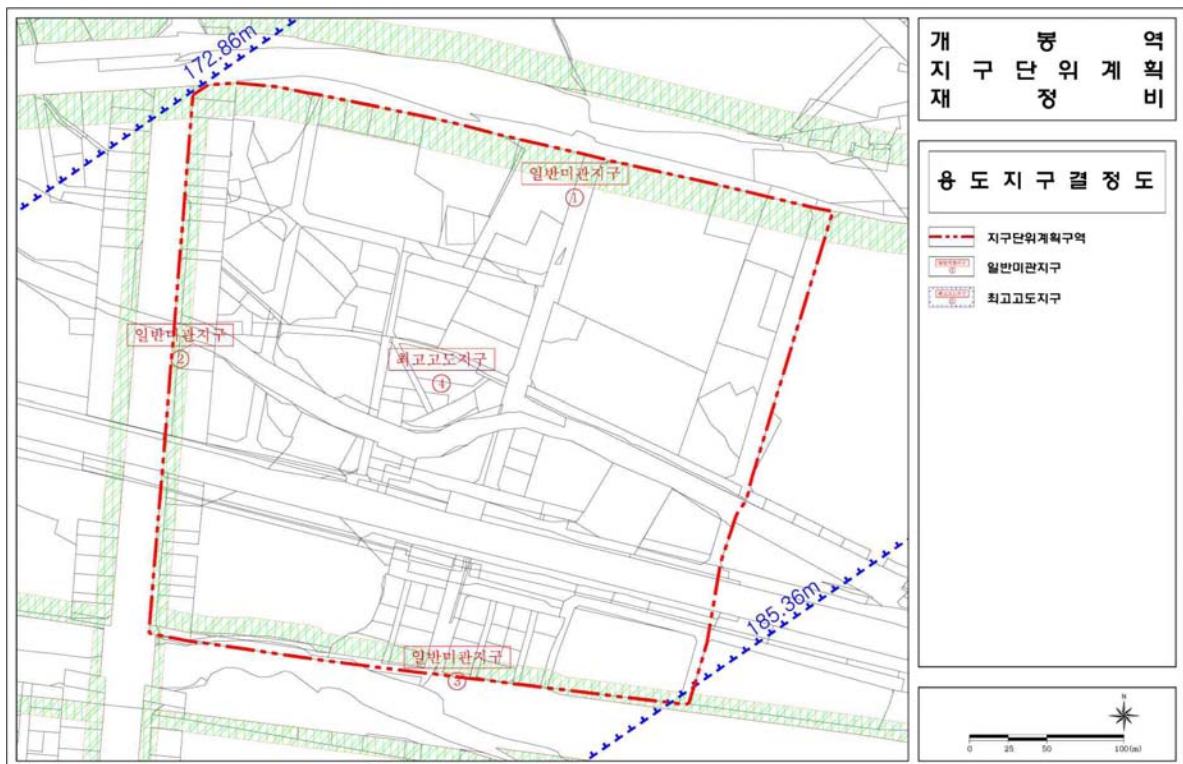 172.86m
일반미관지구
①
일반미관지구
②
최고고도지구
④
185.36m
일반미관지구
③
개봉역
지구단위계획
재정비
용도지구결정도
지구단위계획구역
일반미관지구
최고고도지구
N
0 25 50 100(m)